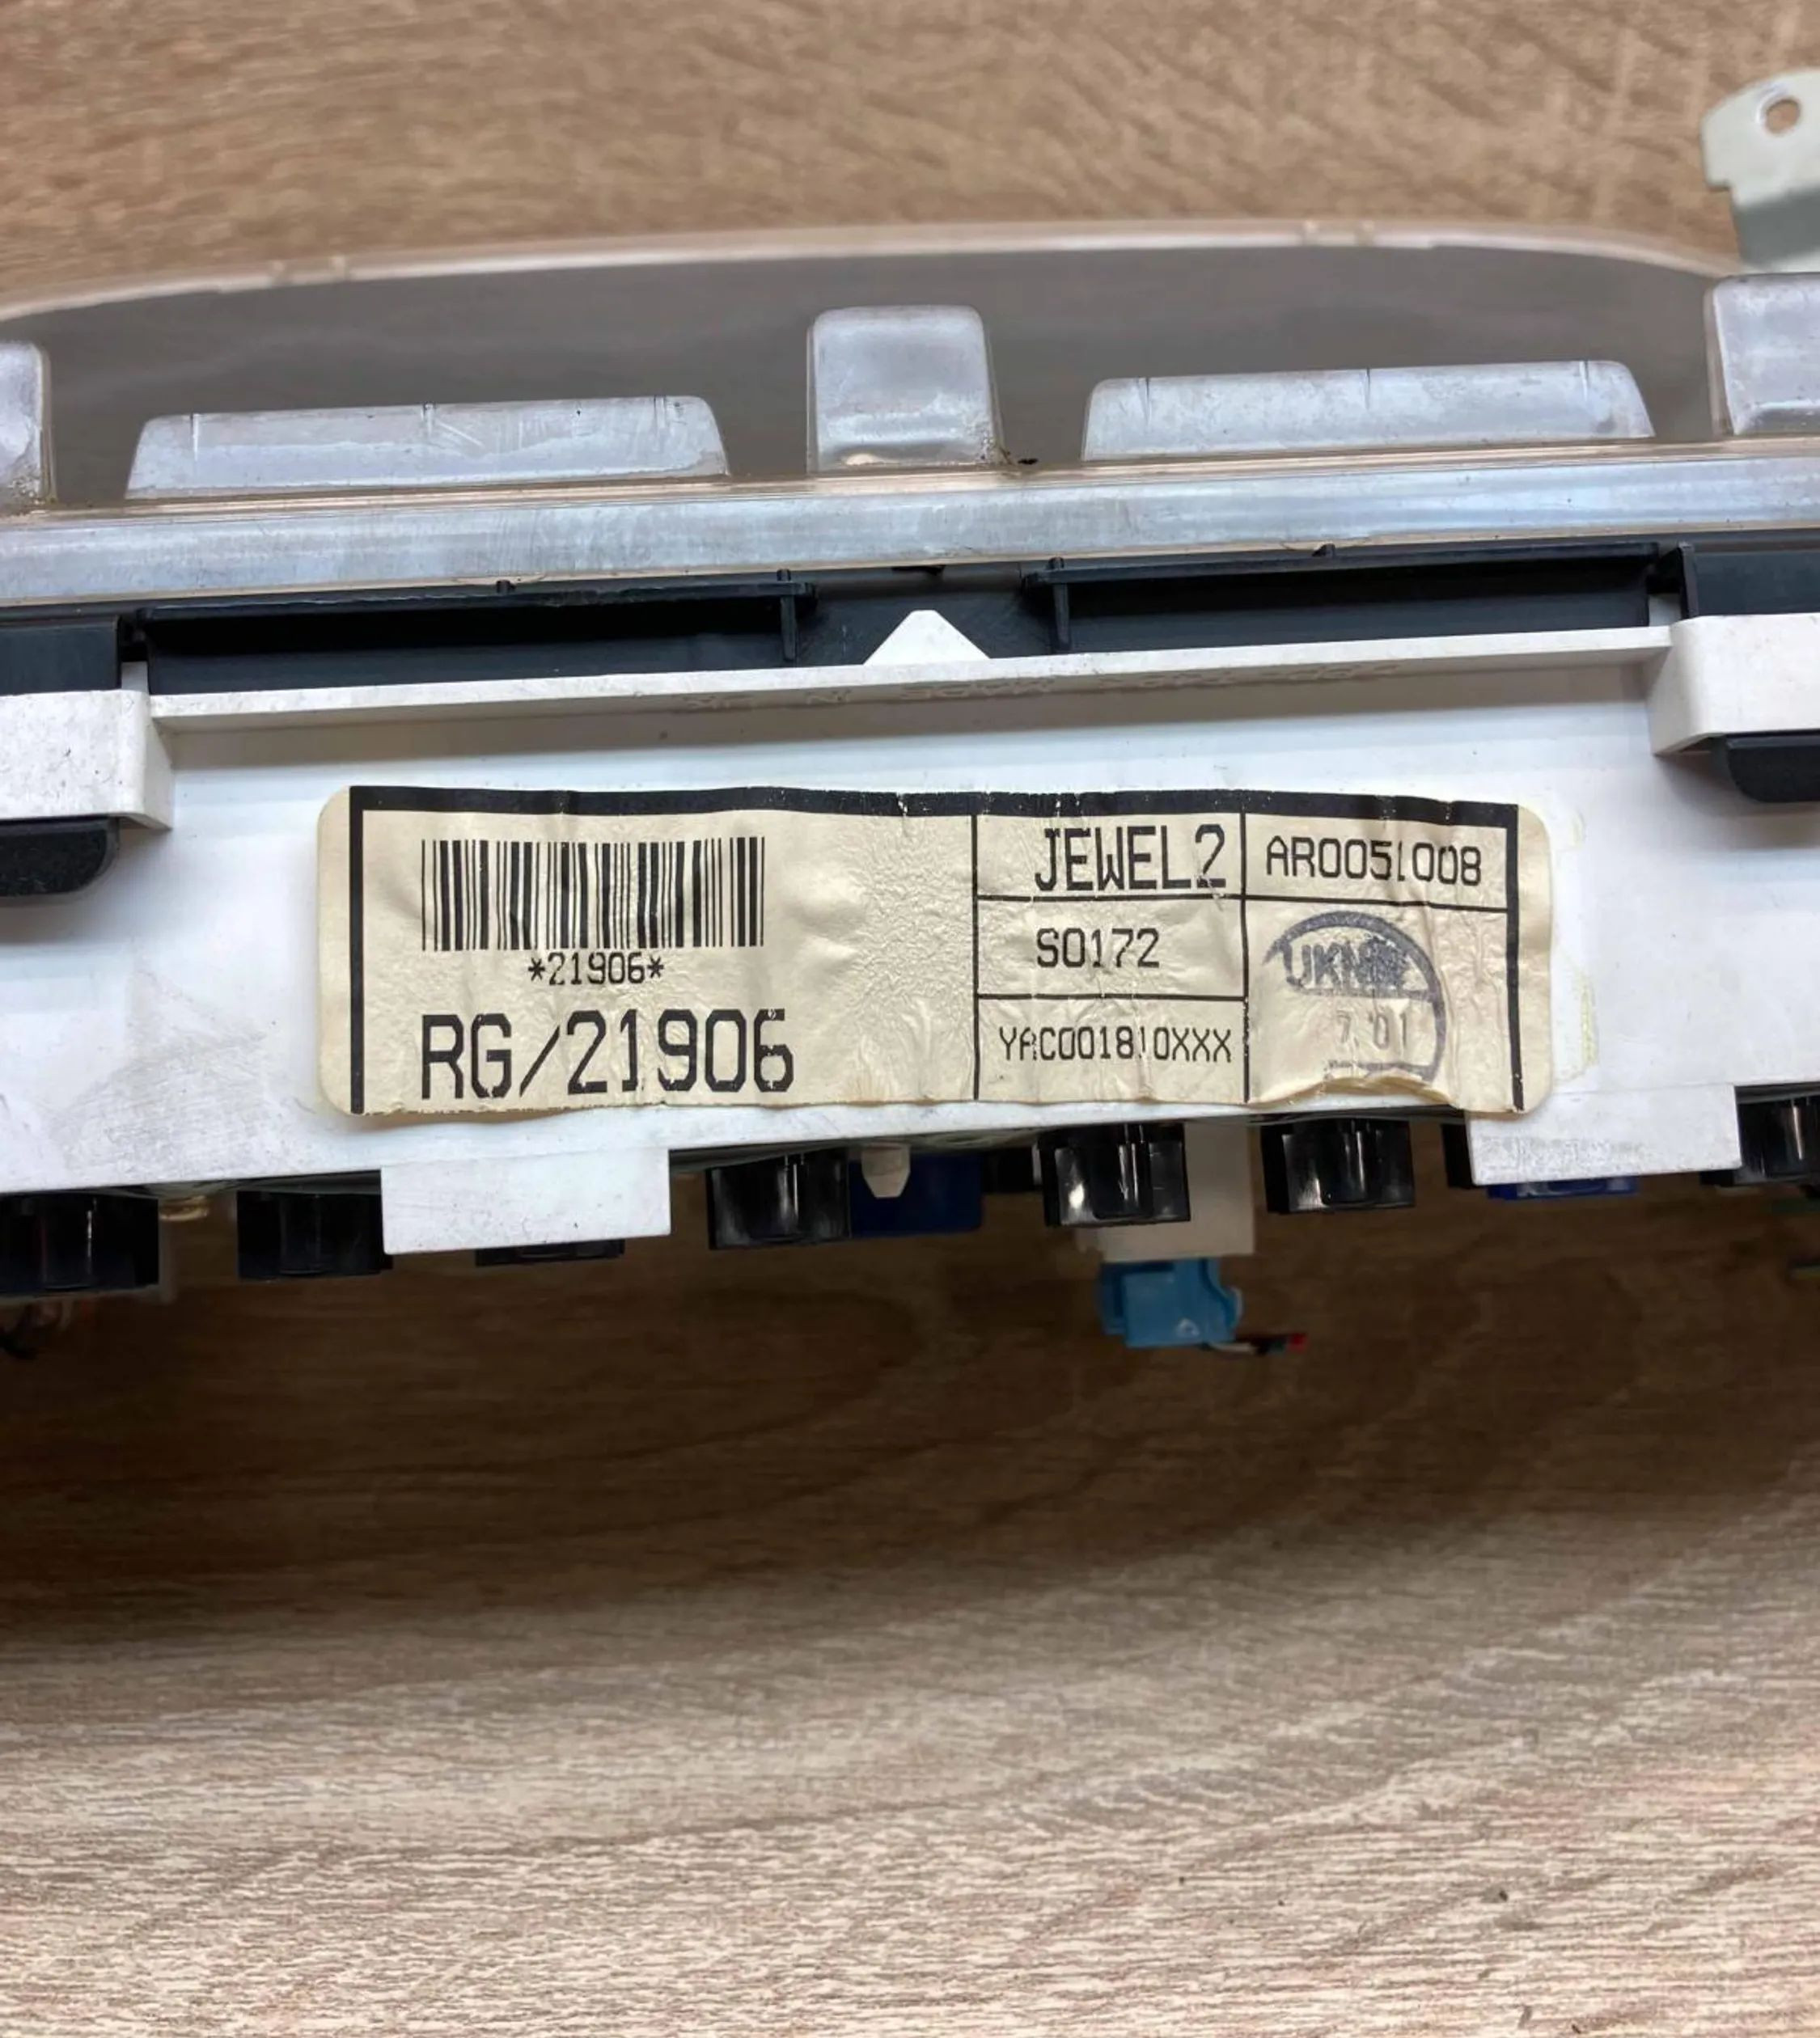 *21906*
RG/21906
JEWEL2
S0172
YAC001810XXX
AR0051008
7.'01